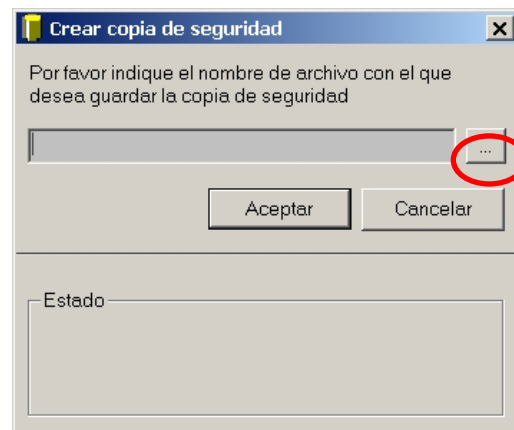 Crear copia de seguridad
Por favor indique el nombre de archivo con el que
desea guardar la copia de seguridad
...
Aceptar
Cancelar
Estado